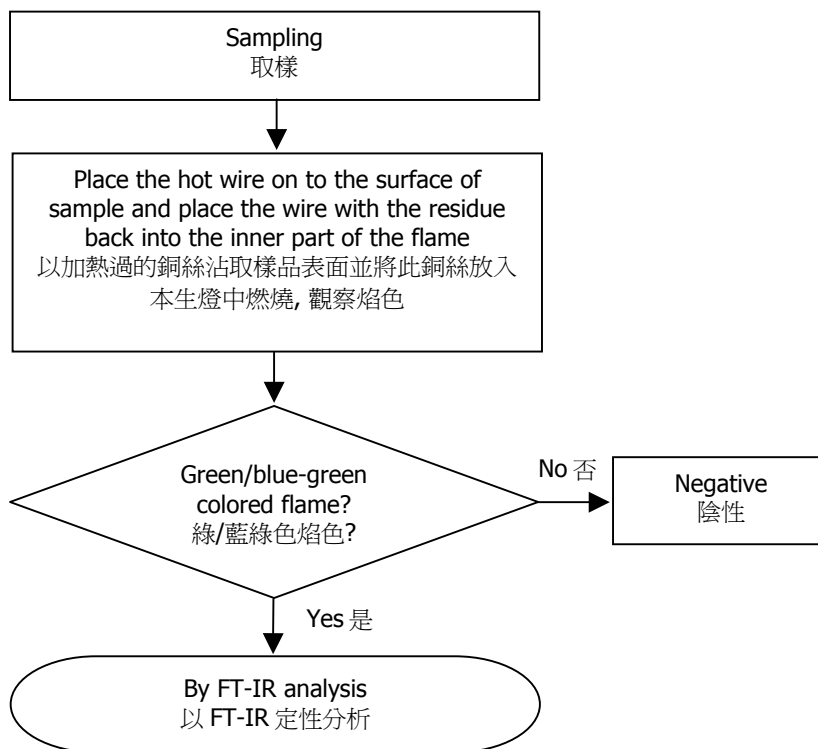 Sampling
取樣
Place the hot wire on to the surface of
sample and place the wire with the residue
back into the inner part of the flame
以加熱過的銅絲沾取樣品表面並將此銅絲放入
本生燈中燃燒, 觀察焰色
Green/blue-green
colored flame?
綠/藍綠色焰色?
No 否
Negative
陰性
Yes 是
By FT-IR analysis
以 FT-IR 定性分析